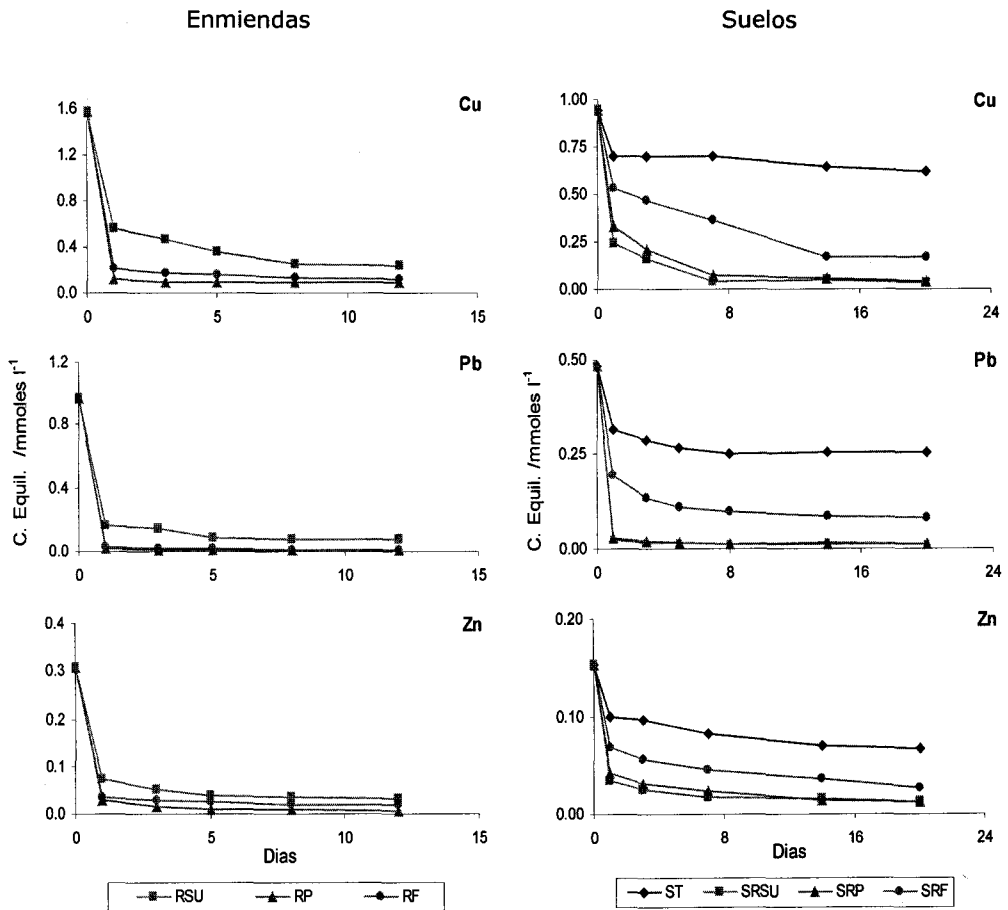 Enmiendas
Suelos
Cu
1.6
1.2
0.8
0.4
0.0
0 5 10 15
Cu
1.00
0.75
0.50
0.25
0.00
0 8 16 24
C. Equil. /mmoles l⁻¹
Pb
1.2
0.8
0.4
0.0
0 5 10 15
C. Equil. /mmoles l⁻¹
Pb
0.50
0.25
0.00
0 8 16 24
Zn
0.4
0.3
0.2
0.1
0.0
0 5 10 15
Dias
Zn
0.20
0.10
0.00
0 8 16 24
Dias
RSU RP RF
ST SRSU SRP SRF